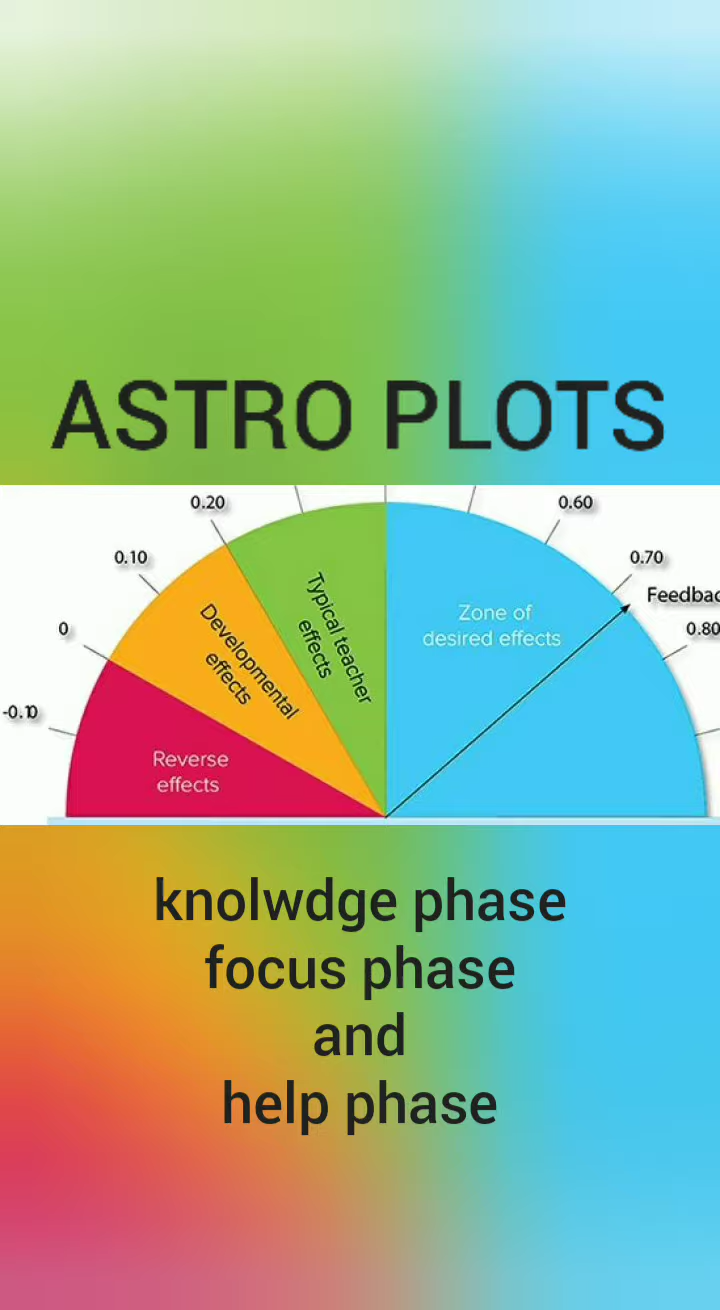 ASTRO PLOTS
0.20
0.60
0.10
0.70
Feedbac
0
0.80
-0.10
Typical teacher
effects
Developmental
effects
Zone of
desired effects
Reverse
effects
knolwdge phase
focus phase
and
help phase